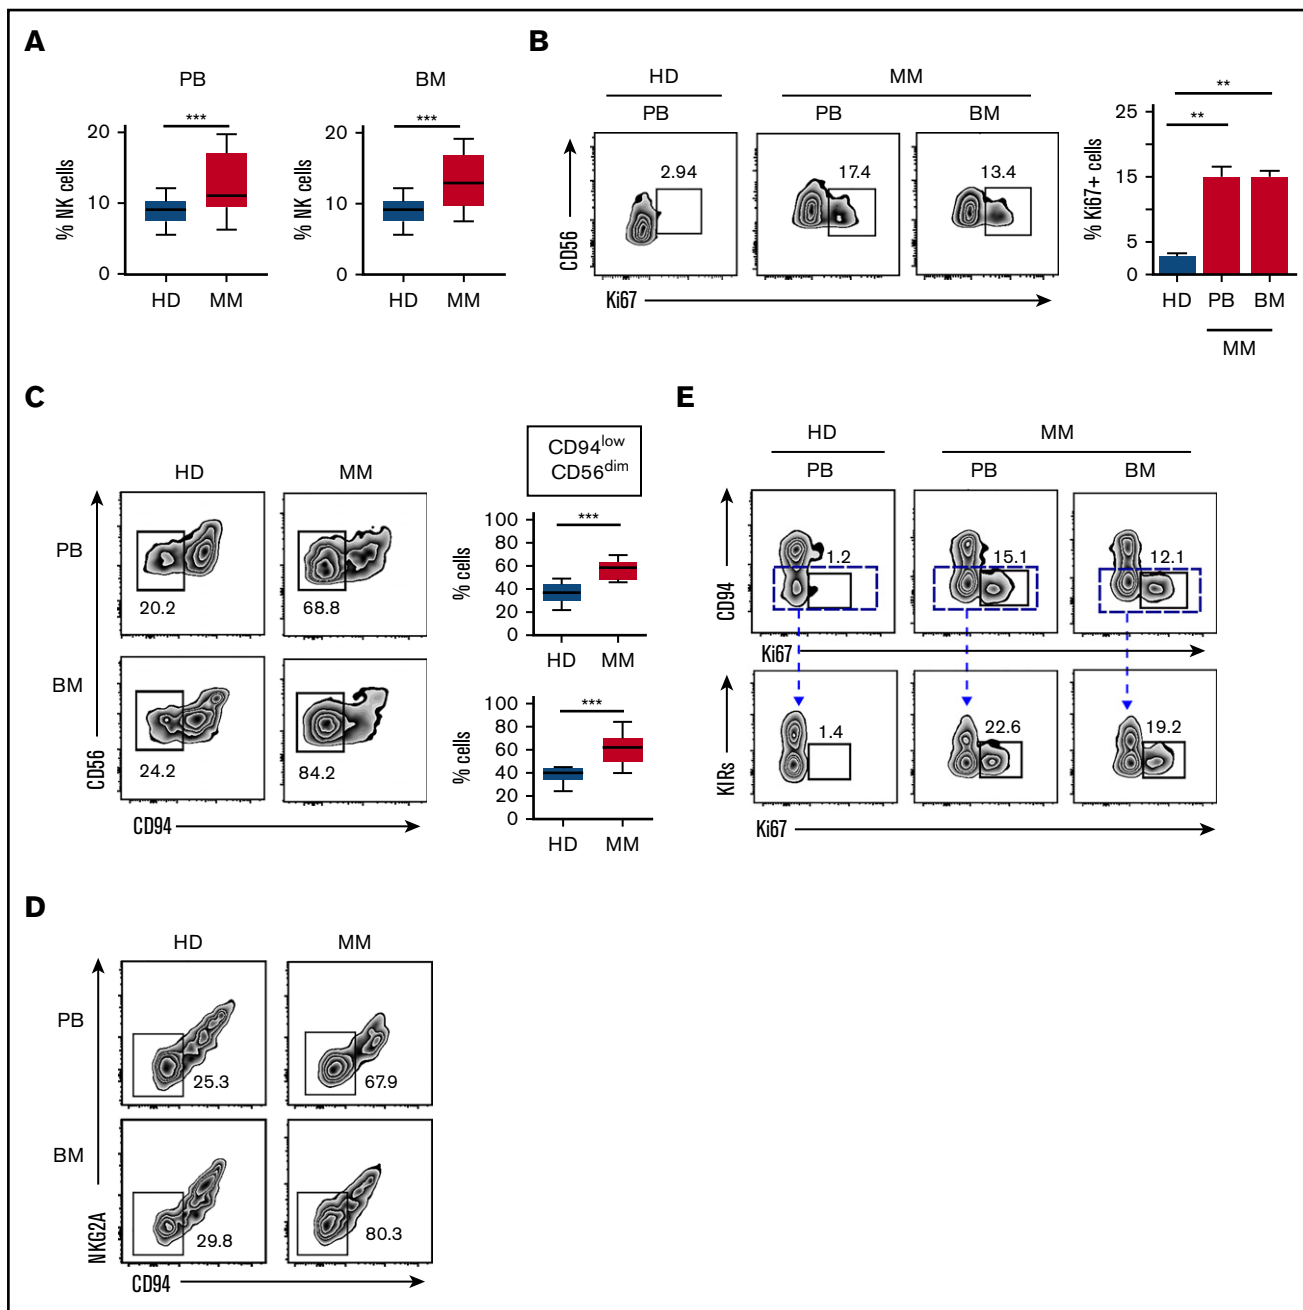 A
PB
BM
***
***
% NK cells
20
10
0
HD MM
% NK cells
20
10
0
HD MM
B
HD
MM
PB
PB
BM
2.94
17.4
13.4
CD56
Ki67
**
**
% Ki67+ cells
25
15
5
0
HD PB BM
MM
C
HD
MM
PB
20.2
68.8
BM
24.2
84.2
CD56
CD94
CD94low
CD56dim
***
% cells
100
80
60
40
20
0
HD MM
***
% cells
100
80
60
40
20
0
HD MM
E
HD
MM
PB
PB
BM
1.2
15.1
12.1
CD94
Ki67
1.4
22.6
19.2
KIRs
Ki67
D
HD
MM
PB
25.3
67.9
BM
29.8
80.3
NKG2A
CD94